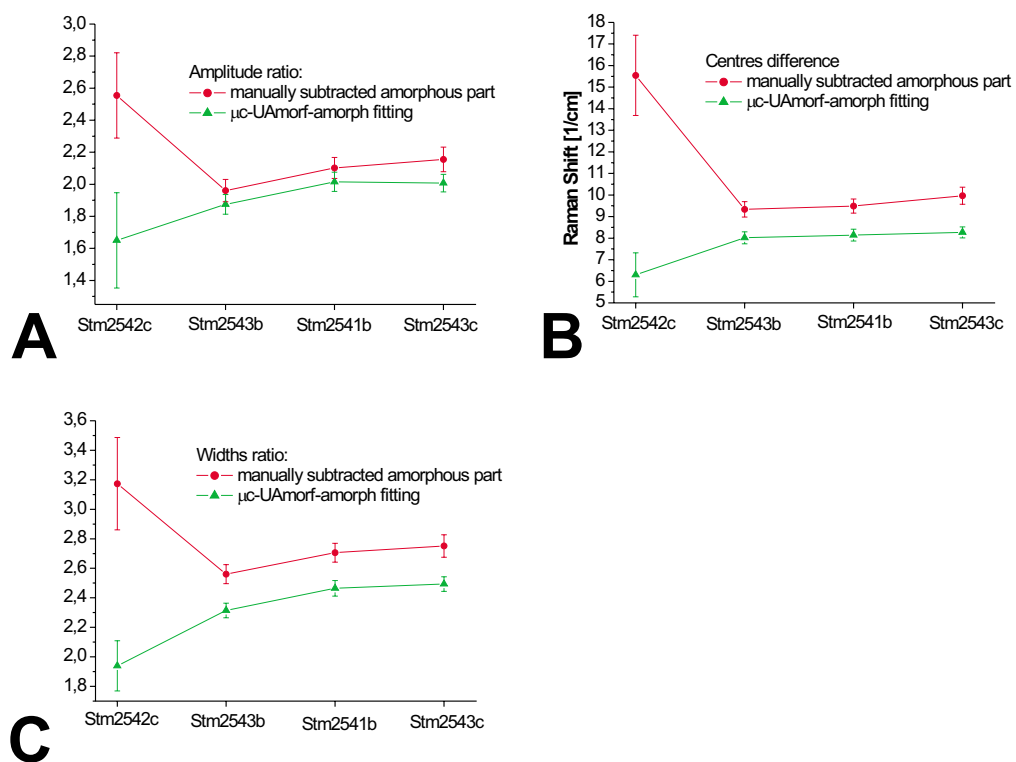 3,0
2,8
2,6
2,4
2,2
2,0
1,8
1,6
1,4
Amplitude ratio:
manually subtracted amorphous part
μc-UAmorf-amorph fitting
Stm2542c Stm2543b Stm2541b Stm2543c
A
18
17
16
15
14
13
12
11
10
9
8
7
6
5
Raman Shift [1/cm]
Centres difference
manually subtracted amorphous part
μc-UAmorf-amorph fitting
Stm2542c Stm2543b Stm2541b Stm2543c
B
3,6
3,4
3,2
3,0
2,8
2,6
2,4
2,2
2,0
1,8
Widths ratio:
manually subtracted amorphous part
μc-UAmorf-amorph fitting
Stm2542c Stm2543b Stm2541b Stm2543c
C